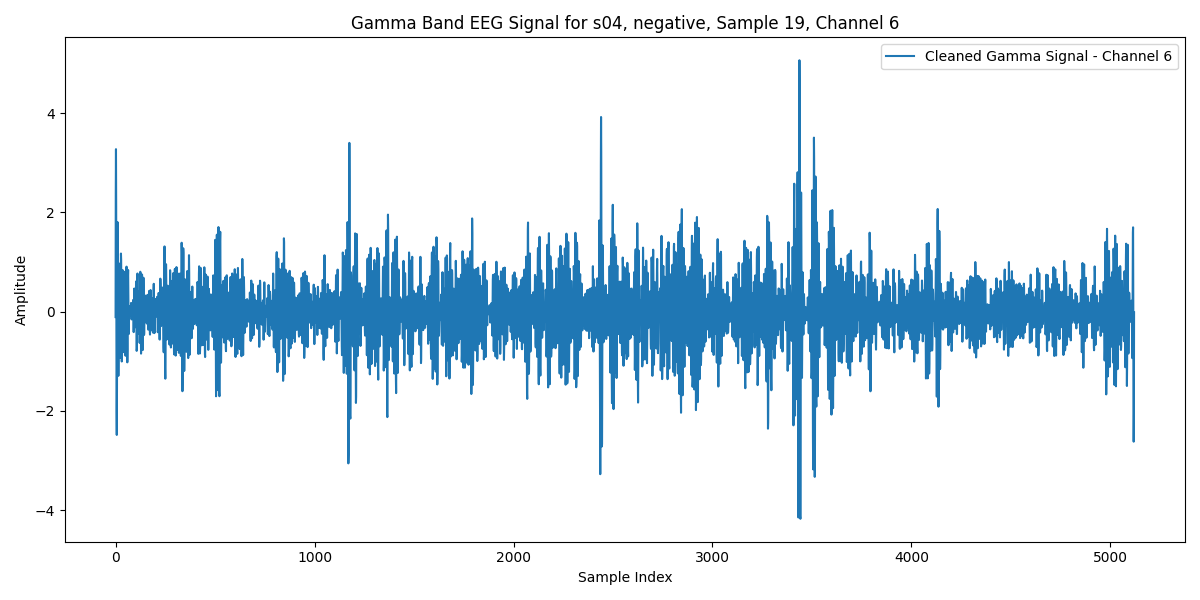 Gamma Band EEG Signal for s04, negative, Sample 19, Channel 6
Cleaned Gamma Signal - Channel 6
Amplitude
4
2
0
−2
−4
0 1000 2000 3000 4000 5000
Sample Index